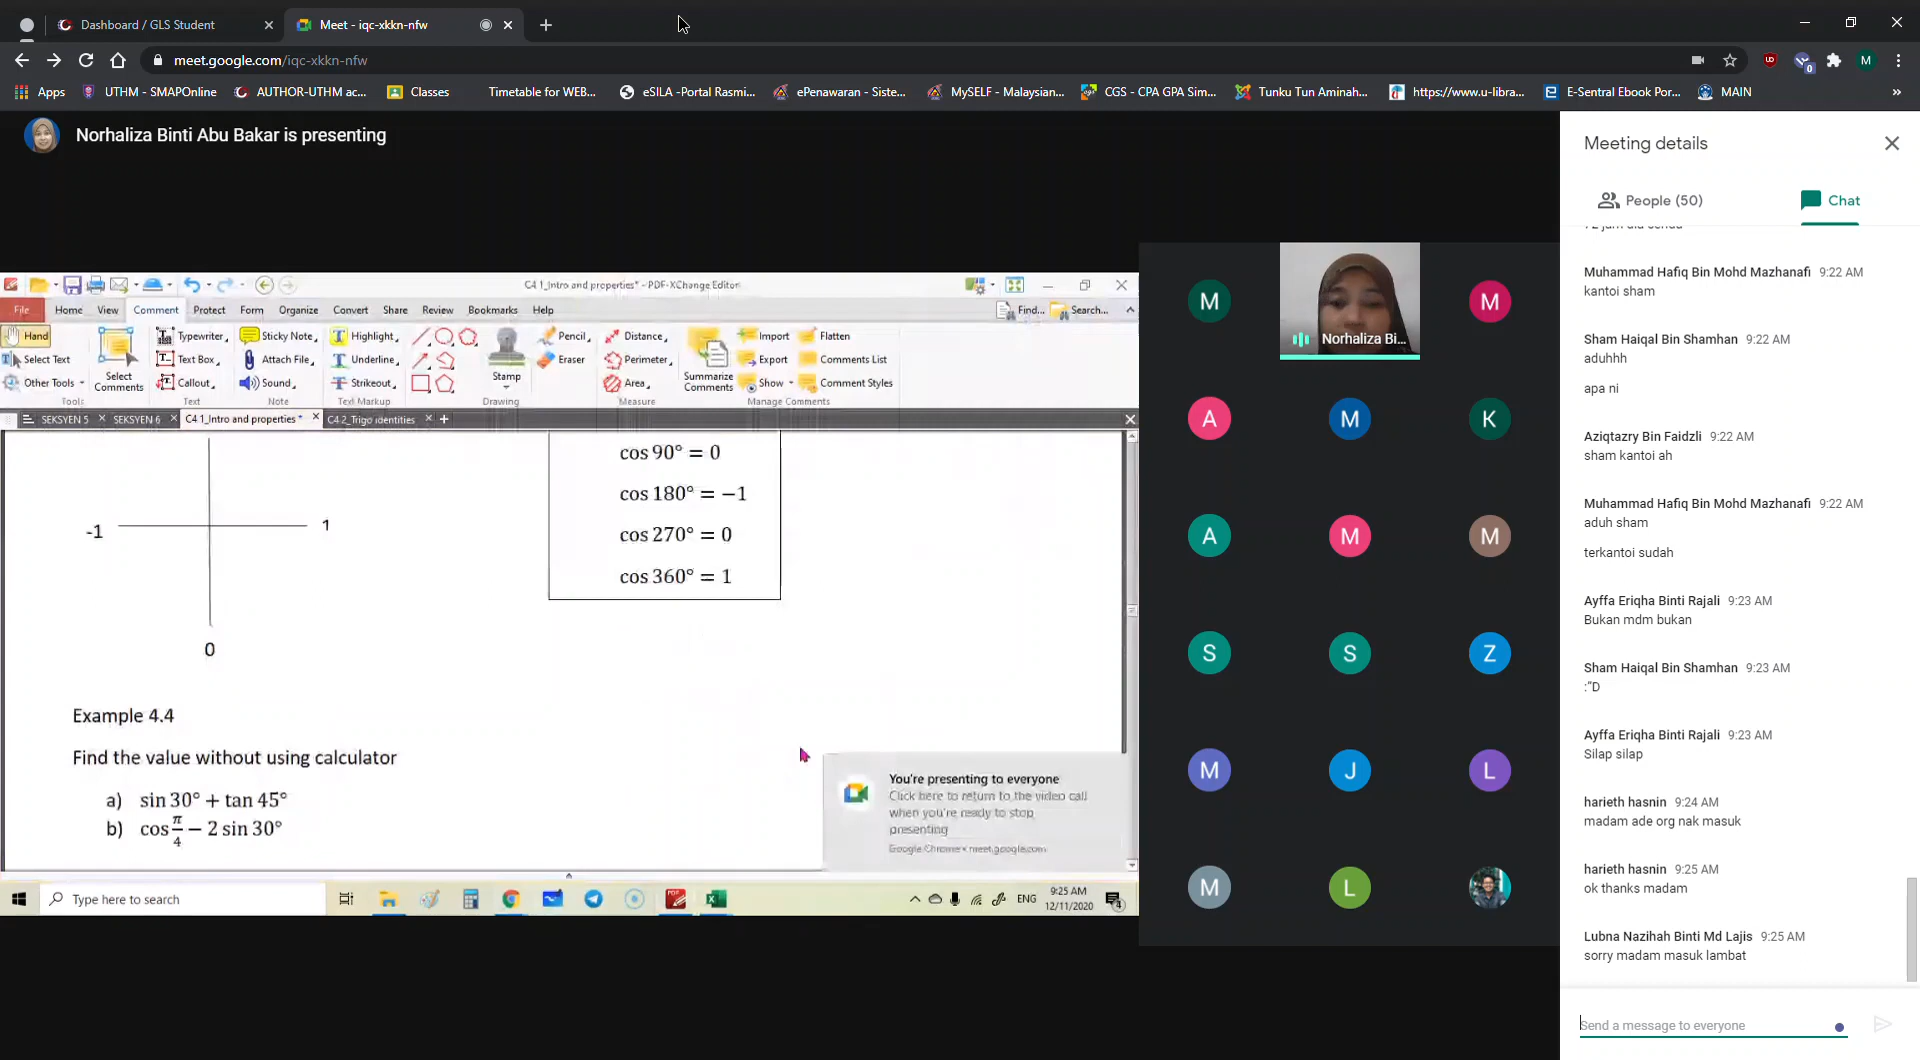 Dashboard / GLS Student
Meet - iqc-xkkn-nfw
meet.google.com/iqc-xkkn-nfw
Apps
UTHM - SMAPOnline
AUTHOR-UTHM ac...
Classes
Timetable for WEB...
eSILA -Portal Rasmi...
ePenawaran - Siste...
MySELF - Malaysian...
CGS - CPA GPA Sim...
Tunku Tun Aminah...
https://www.u-libra...
E-Sentral Ebook Por...
MAIN
»
Norhaliza Binti Abu Bakar is presenting
C4 1_Intro and properties* - PDF-XChange Editor
File Home View Comment Protect Form Organize Convert Share Review Bookmarks Help
Find...
Search...
Hand
Select Text
Other Tools
Tools
Select
Comments
Typewriter
Text Box
Callout
Text
Sticky Note
Attach File
Sound
Note
Highlight
Underline
Strikeout
Text Markup
Stamp
Pencil
Eraser
Drawing
Distance
Perimeter
Area
Measure
Summarize
Comments
Import
Export
Show
Flatten
Comments List
Comment Styles
Manage Comments
SEKSYEN 5
SEKSYEN 6
C4 1_Intro and properties *
C4 2_Trigo identities
cos 90° = 0
cos 180° = −1
cos 270° = 0
cos 360° = 1
-1
1
0
Example 4.4
Find the value without using calculator
a) sin 30° + tan 45°
b) cos π/4 − 2 sin 30°
You're presenting to everyone
Click here to return to the video call
when you're ready to stop
presenting
Google Chrome • meet.google.com
Type here to search
ENG
9:25 AM
12/11/2020
4
M
Norhaliza Bi...
M
A
M
K
A
M
M
S
S
Z
M
J
L
M
L
Meeting details
People (50)
Chat
Muhammad Hafiq Bin Mohd Mazhanafi 9:22 AM
kantoi sham
Sham Haiqal Bin Shamhan 9:22 AM
aduhhh
apa ni
Aziqtazry Bin Faidzli 9:22 AM
sham kantoi ah
Muhammad Hafiq Bin Mohd Mazhanafi 9:22 AM
aduh sham
terkantoi sudah
Ayffa Eriqha Binti Rajali 9:23 AM
Bukan mdm bukan
Sham Haiqal Bin Shamhan 9:23 AM
:"D
Ayffa Eriqha Binti Rajali 9:23 AM
Silap silap
harieth hasnin 9:24 AM
madam ade org nak masuk
harieth hasnin 9:25 AM
ok thanks madam
Lubna Nazihah Binti Md Lajis 9:25 AM
sorry madam masuk lambat
Send a message to everyone